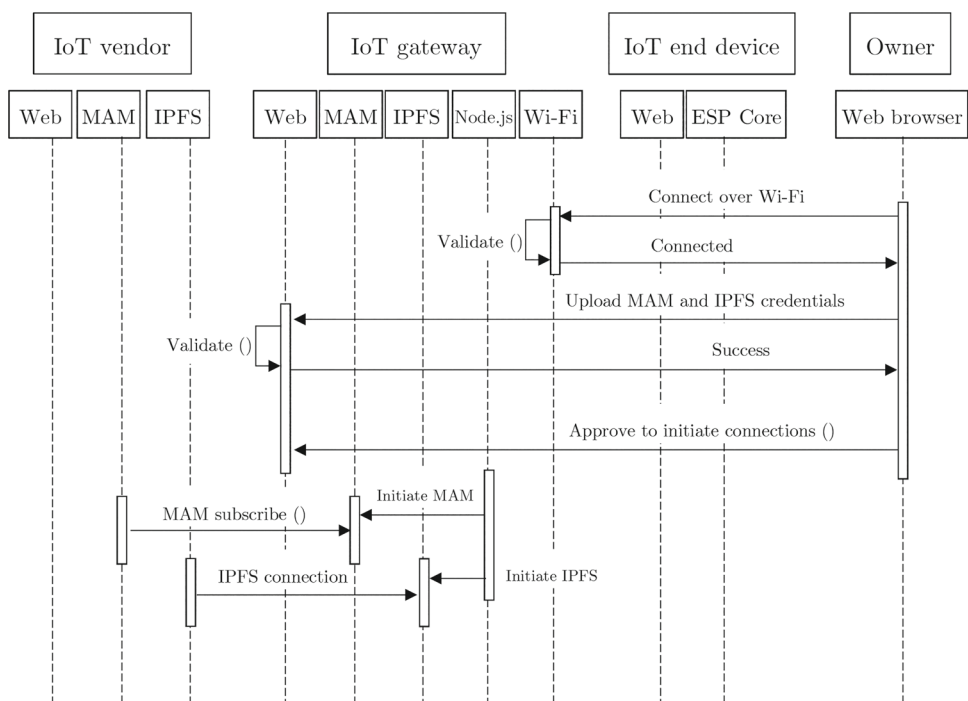 IoT vendor
IoT gateway
IoT end device
Owner
Web
MAM
IPFS
Web
MAM
IPFS
Node.js
Wi-Fi
Web
ESP Core
Web browser
Connect over Wi-Fi
Validate ()
Connected
Upload MAM and IPFS credentials
Validate ()
Success
Approve to initiate connections ()
Initiate MAM
MAM subscribe ()
IPFS connection
Initiate IPFS